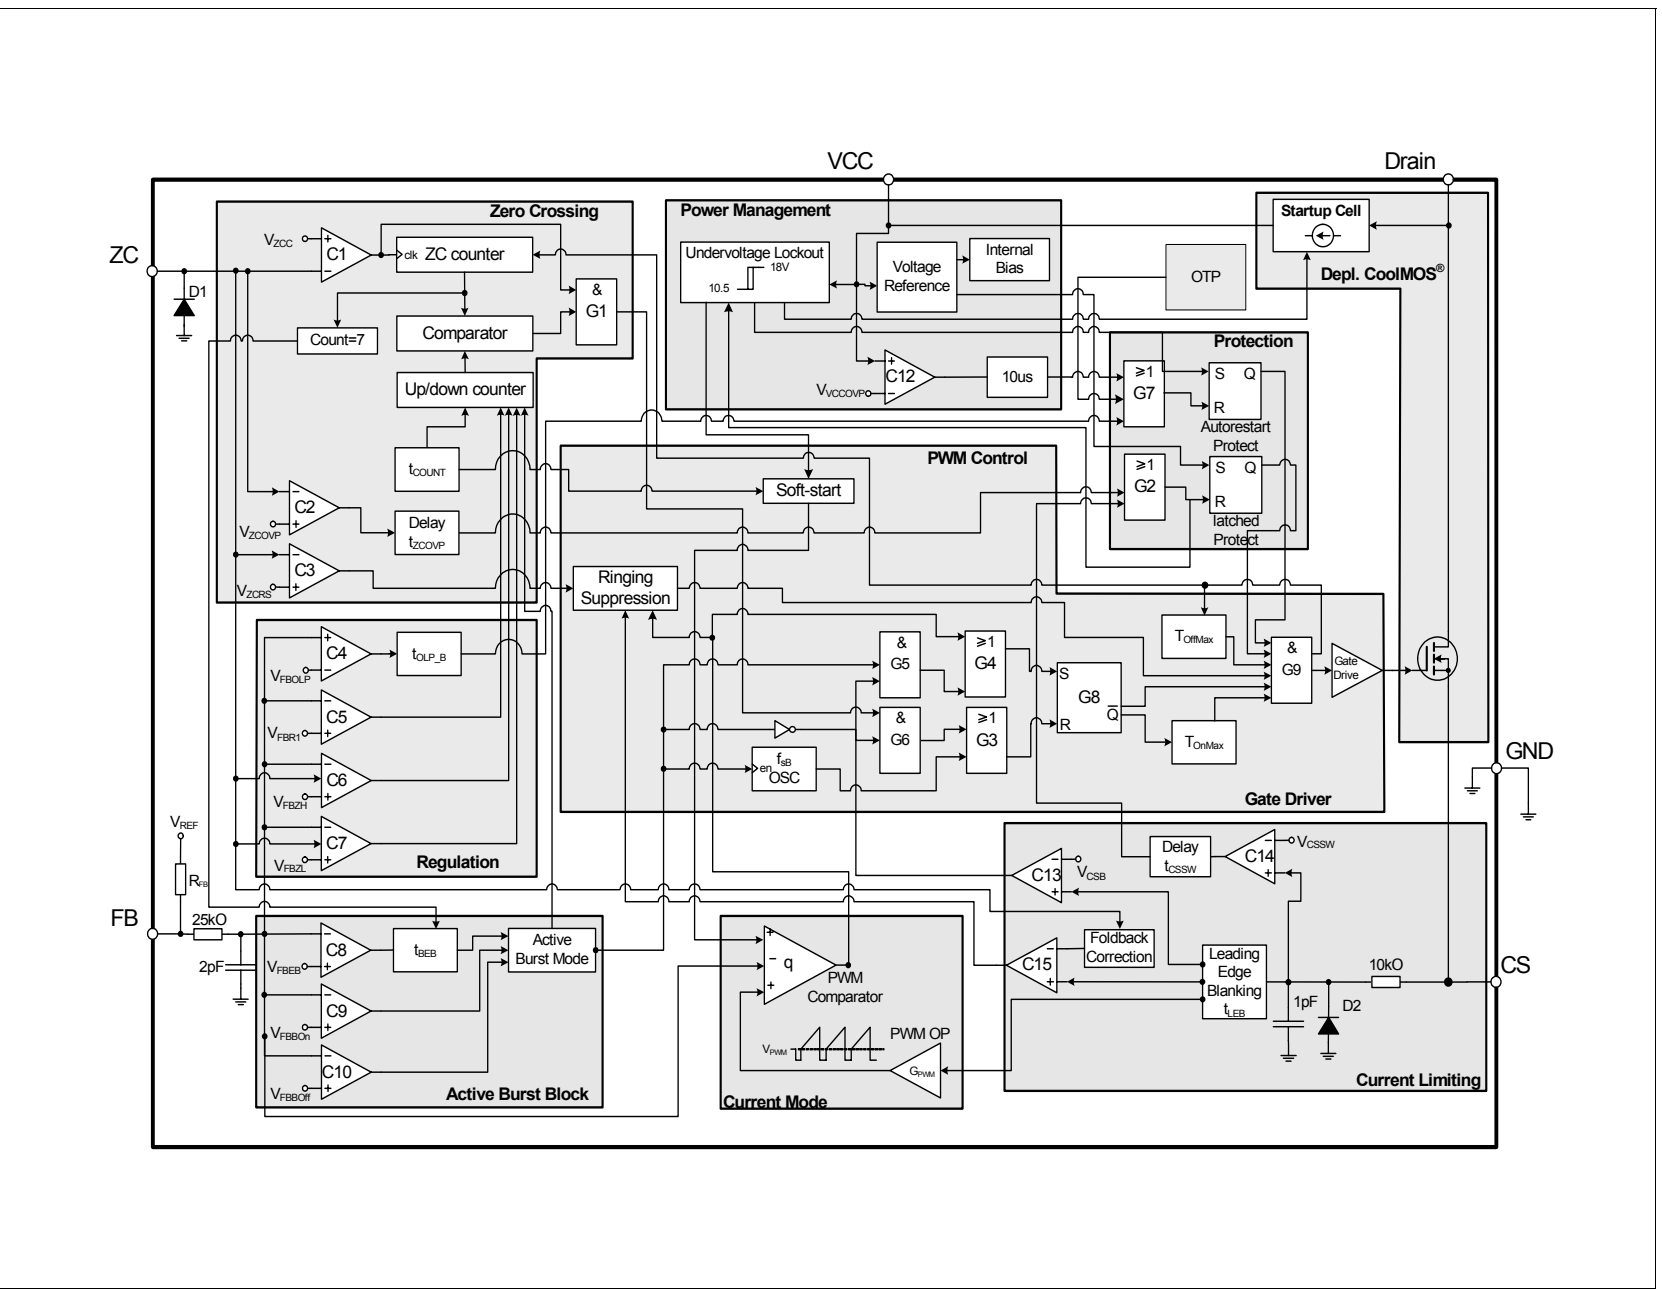 VCC
Drain
ZC
Zero Crossing
VZCC
+
−
C1
clk
ZC counter
D1
&
G1
Comparator
Count=7
Up/down counter
tCOUNT
−
C2
+
VZCOVP
Delay
tZCOVP
−
C3
+
VZCRS
Power Management
Undervoltage Lockout
18V
10.5
Voltage
Reference
Internal
Bias
+
C12
−
VVCCOVP
10us
Startup Cell
Depl. CoolMOS®
OTP
Protection
≥1
G7
S Q
R
Autorestart
Protect
≥1
G2
S Q
R
latched
Protect
PWM Control
Soft-start
Ringing
Suppression
&
G5
≥1
G4
&
G6
≥1
G3
S
G8
R
Q
en
fsB
OSC
TOffMax
&
G9
Gate
Drive
TOnMax
Gate Driver
GND
+
C4
−
VFBOLP
tOLP_B
−
C5
+
VFBR1
−
C6
+
VFBZH
−
C7
+
VFBZL
Regulation
VREF
RFB
FB
25kO
2pF
−
C8
+
VFBEB
tBEB
Active
Burst Mode
−
C9
+
VFBBOn
−
C10
+
VFBBOff
Active Burst Block
+
−
q
+
PWM
Comparator
VPWM
PWM OP
GPWM
Current Mode
−
C13
+
VCSB
Delay
tCSSW
−
C14
+
VCSSW
−
C15
+
Foldback
Correction
Leading
Edge
Blanking
tLEB
1pF
D2
10kO
CS
Current Limiting